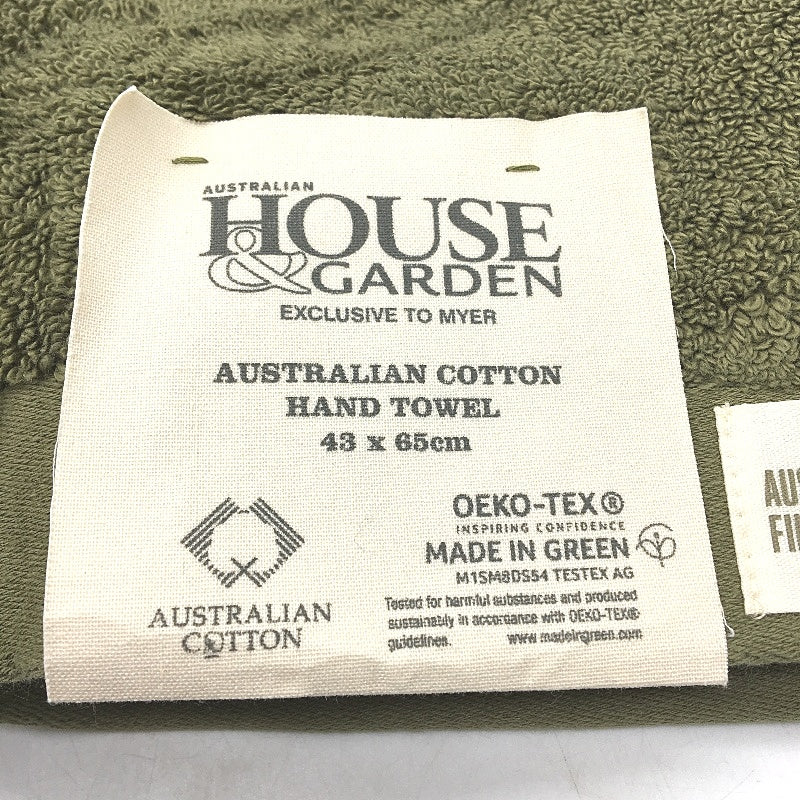 AUSTRALIAN
HOUSE
& GARDEN
EXCLUSIVE TO MYER
AUSTRALIAN COTTON
HAND TOWEL
43 x 65cm
AUSTRALIAN
COTTON
OEKO-TEX®
INSPIRING CONFIDENCE
MADE IN GREEN
M1SM8DS54 TESTEX AG
Tested for harmful substances and produced
sustainably in accordance with OEKO-TEX®
guidelines. www.madeingreen.com